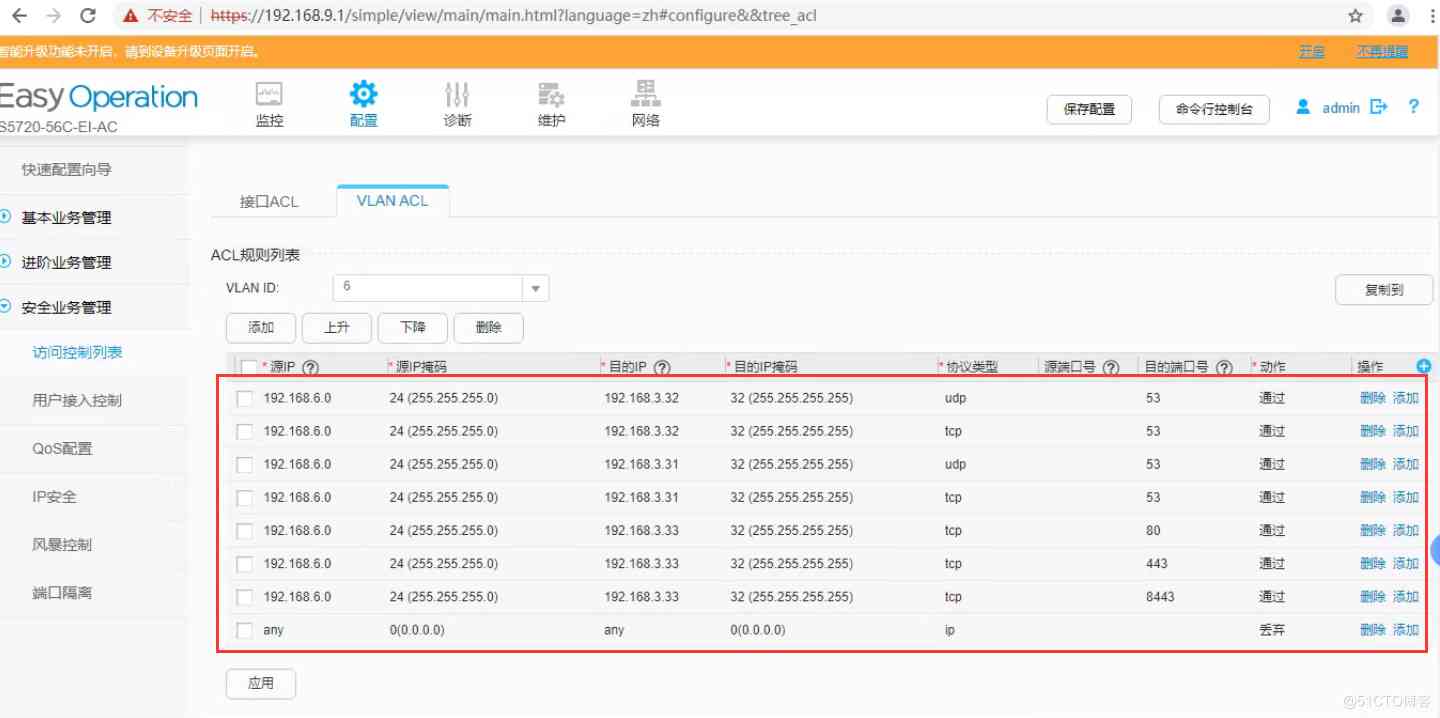 不安全 https://192.168.9.1/simple/view/main/main.html?language=zh#configure&&tree_acl
智能升级功能未开启，请到设备升级页面开启。 开启 不再提醒
Easy Operation
S5720-56C-EI-AC
监控 配置 诊断 维护 网络 保存配置 命令行控制台 admin ?
快速配置向导
基本业务管理
进阶业务管理
安全业务管理
访问控制列表
用户接入控制
QoS配置
IP安全
风暴控制
端口隔离
接口ACL VLAN ACL
ACL规则列表
VLAN ID: 6 复制到
添加 上升 下降 删除
* 源IP ? * 源IP掩码 * 目的IP ? * 目的IP掩码 * 协议类型 源端口号 ? 目的端口号 ? * 动作 操作
192.168.6.0 24 (255.255.255.0) 192.168.3.32 32 (255.255.255.255) udp 53 通过 删除 添加
192.168.6.0 24 (255.255.255.0) 192.168.3.32 32 (255.255.255.255) tcp 53 通过 删除 添加
192.168.6.0 24 (255.255.255.0) 192.168.3.31 32 (255.255.255.255) udp 53 通过 删除 添加
192.168.6.0 24 (255.255.255.0) 192.168.3.31 32 (255.255.255.255) tcp 53 通过 删除 添加
192.168.6.0 24 (255.255.255.0) 192.168.3.33 32 (255.255.255.255) tcp 80 通过 删除 添加
192.168.6.0 24 (255.255.255.0) 192.168.3.33 32 (255.255.255.255) tcp 443 通过 删除 添加
192.168.6.0 24 (255.255.255.0) 192.168.3.33 32 (255.255.255.255) tcp 8443 通过 删除 添加
any 0(0.0.0.0) any 0(0.0.0.0) ip 丢弃 删除 添加
应用
@51CTO博客